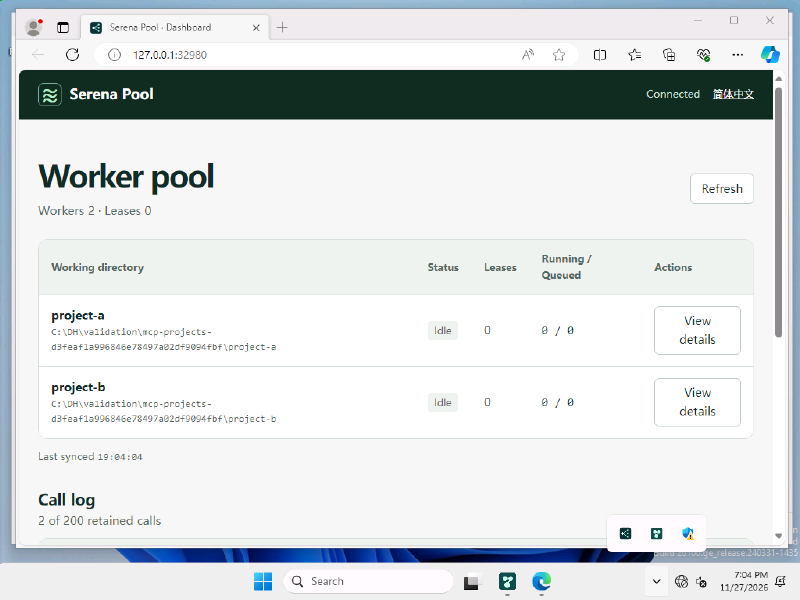 Serena Pool - Dashboard
127.0.0.1:32980
Serena Pool
Connected
简体中文
Worker pool
Workers 2 · Leases 0
Refresh
Working directory
Status
Leases
Running /
Queued
Actions
project-a
C:\DH\validation\mcp-projects-
d3feaf1a996846e78497a02df9094fbf\project-a
Idle
0
0 / 0
View
details
project-b
C:\DH\validation\mcp-projects-
d3feaf1a996846e78497a02df9094fbf\project-b
Idle
0
0 / 0
View
details
Last synced 19:04:04
Call log
2 of 200 retained calls
ge_release.240331-1435
Search
7:04 PM
11/27/2026